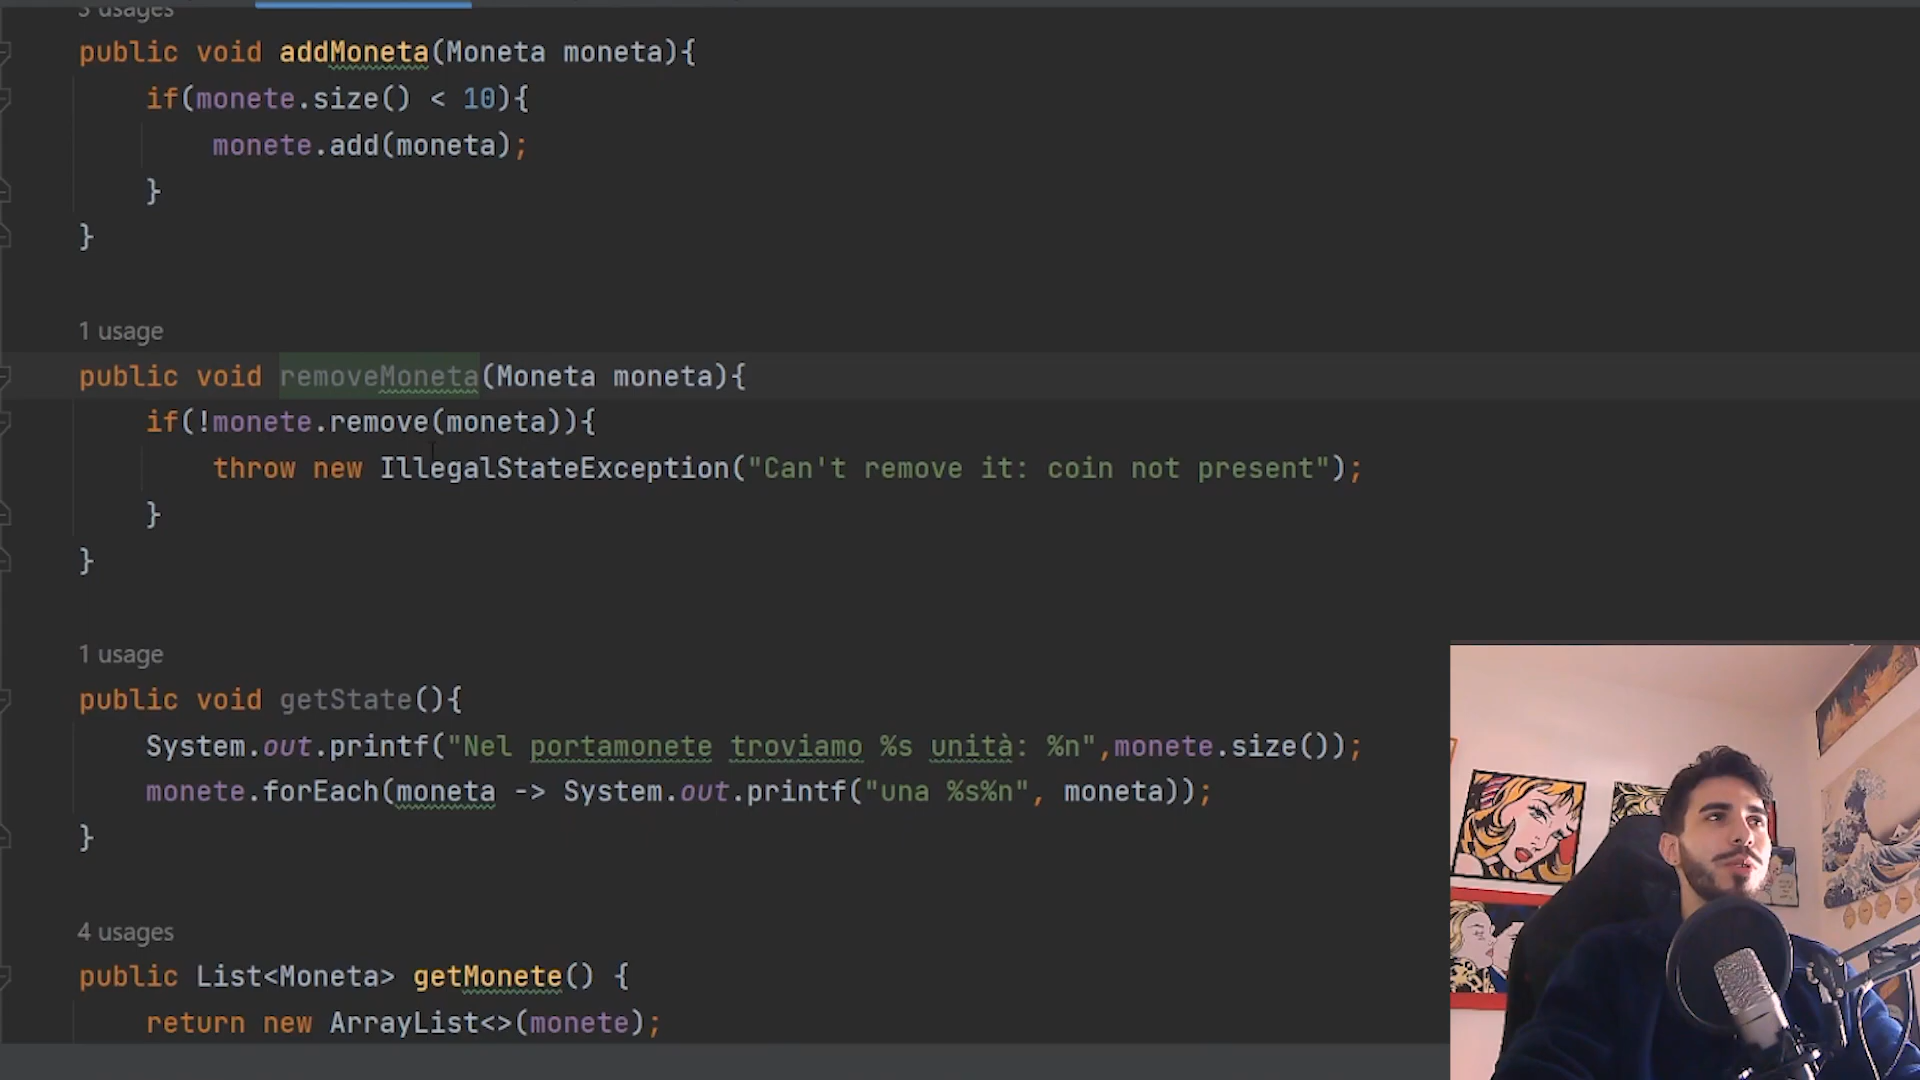 3 usages
public void addMoneta(Moneta moneta){
if(monete.size() < 10){
monete.add(moneta);
}
}
1 usage
public void removeMoneta(Moneta moneta){
if(!monete.remove(moneta)){
throw new IllegalStateException("Can't remove it: coin not present");
}
}
1 usage
public void getState(){
System.out.printf("Nel portamonete troviamo %s unità: %n",monete.size());
monete.forEach(moneta -> System.out.printf("una %s%n", moneta));
}
4 usages
public List<Moneta> getMonete() {
return new ArrayList<>(monete);